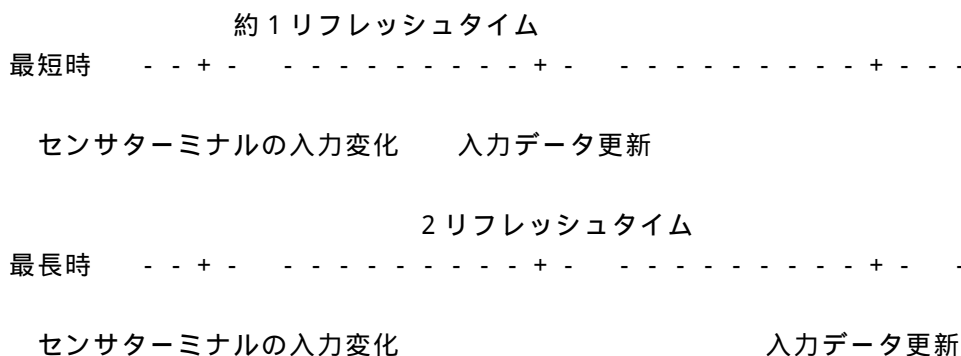 約１リフレッシュタイム
最短時 - - + - - - - - - - - - - + - - - - - - - - - - + - - -
センサターミナルの入力変化 入力データ更新
２リフレッシュタイム
最長時 - - + - - - - - - - - - - + - - - - - - - - - - + - -
センサターミナルの入力変化 入力データ更新